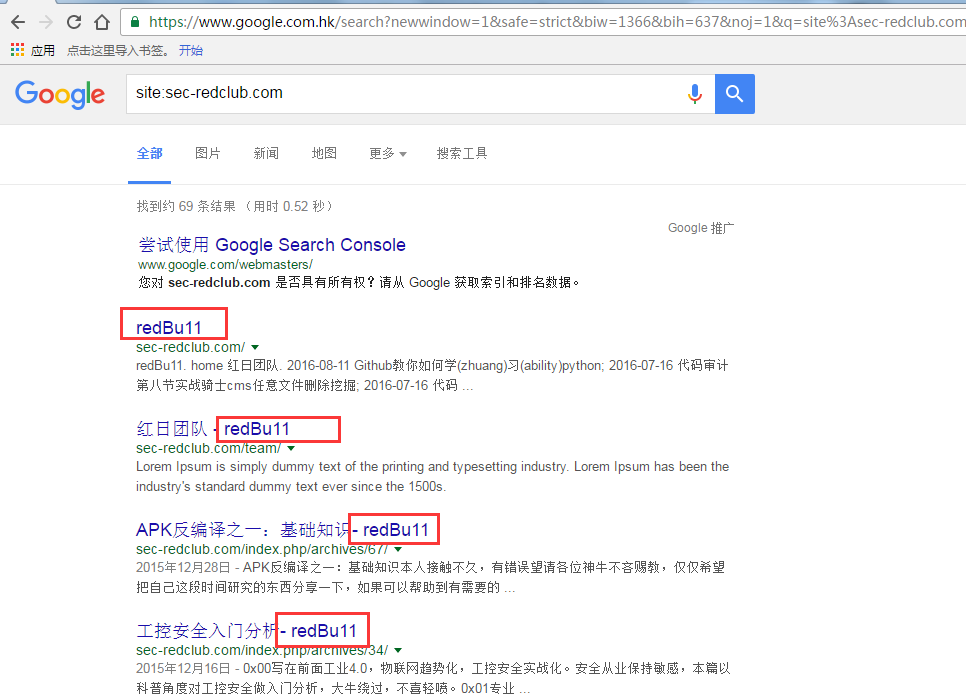 https://www.google.com.hk/search?newwindow=1&safe=strict&biw=1366&bih=637&noj=1&q=site%3Asec-redclub.com
应用 点击这里导入书签。 开始
Google site:sec-redclub.com
全部 图片 新闻 地图 更多 搜索工具
找到约 69 条结果 （用时 0.52 秒）
Google 推广
尝试使用 Google Search Console
www.google.com/webmasters/
您对 sec-redclub.com 是否具有所有权？请从 Google 获取索引和排名数据。
redBu11
sec-redclub.com/
redBu11. home 红日团队. 2016-08-11 Github教你如何学(zhuang)习(ability)python; 2016-07-16 代码审计
第八节实战骑士cms任意文件删除挖掘; 2016-07-16 代码 ...
红日团队 - redBu11
sec-redclub.com/team/
Lorem Ipsum is simply dummy text of the printing and typesetting industry. Lorem Ipsum has been the
industry's standard dummy text ever since the 1500s.
APK反编译之一：基础知识- redBu11
sec-redclub.com/index.php/archives/67/
2015年12月28日 - APK反编译之一：基础知识本人接触不久，有错误望请各位神牛不吝赐教，仅仅希望
把自己这段时间研究的东西分享一下，如果可以帮助到有需要的 ...
工控安全入门分析- redBu11
sec-redclub.com/index.php/archives/34/
2015年12月16日 - 0x00写在前面工业4.0，物联网趋势化，工控安全实战化。安全从业保持敏感，本篇以
科普角度对工控安全做入门分析，大牛绕过，不喜轻喷。0x01专业 ...